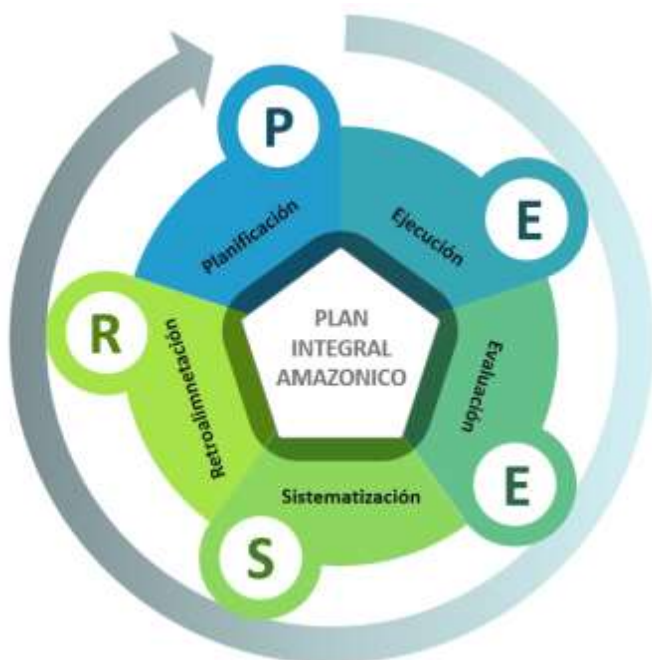 P
Planificación
E
Ejecución
E
Evaluación
S
Sistematización
R
Retroalimnetación
PLAN
INTEGRAL
AMAZONICO